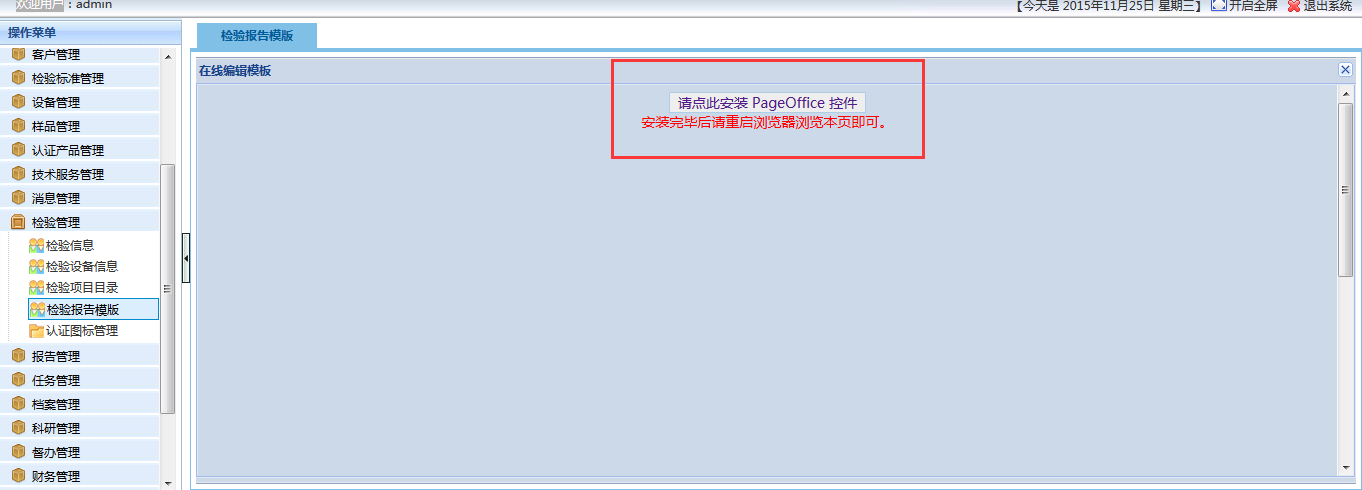 欢迎用户：admin
【今天是 2015年11月25日 星期三】 开启全屏 退出系统
操作菜单
客户管理
检验标准管理
设备管理
样品管理
认证产品管理
技术服务管理
消息管理
检验管理
检验信息
检验设备信息
检验项目目录
检验报告模版
认证图标管理
报告管理
任务管理
档案管理
科研管理
督办管理
财务管理
检验报告模版
在线编辑模板
请点此安装 PageOffice 控件
安装完毕后请重启浏览器浏览本页即可。